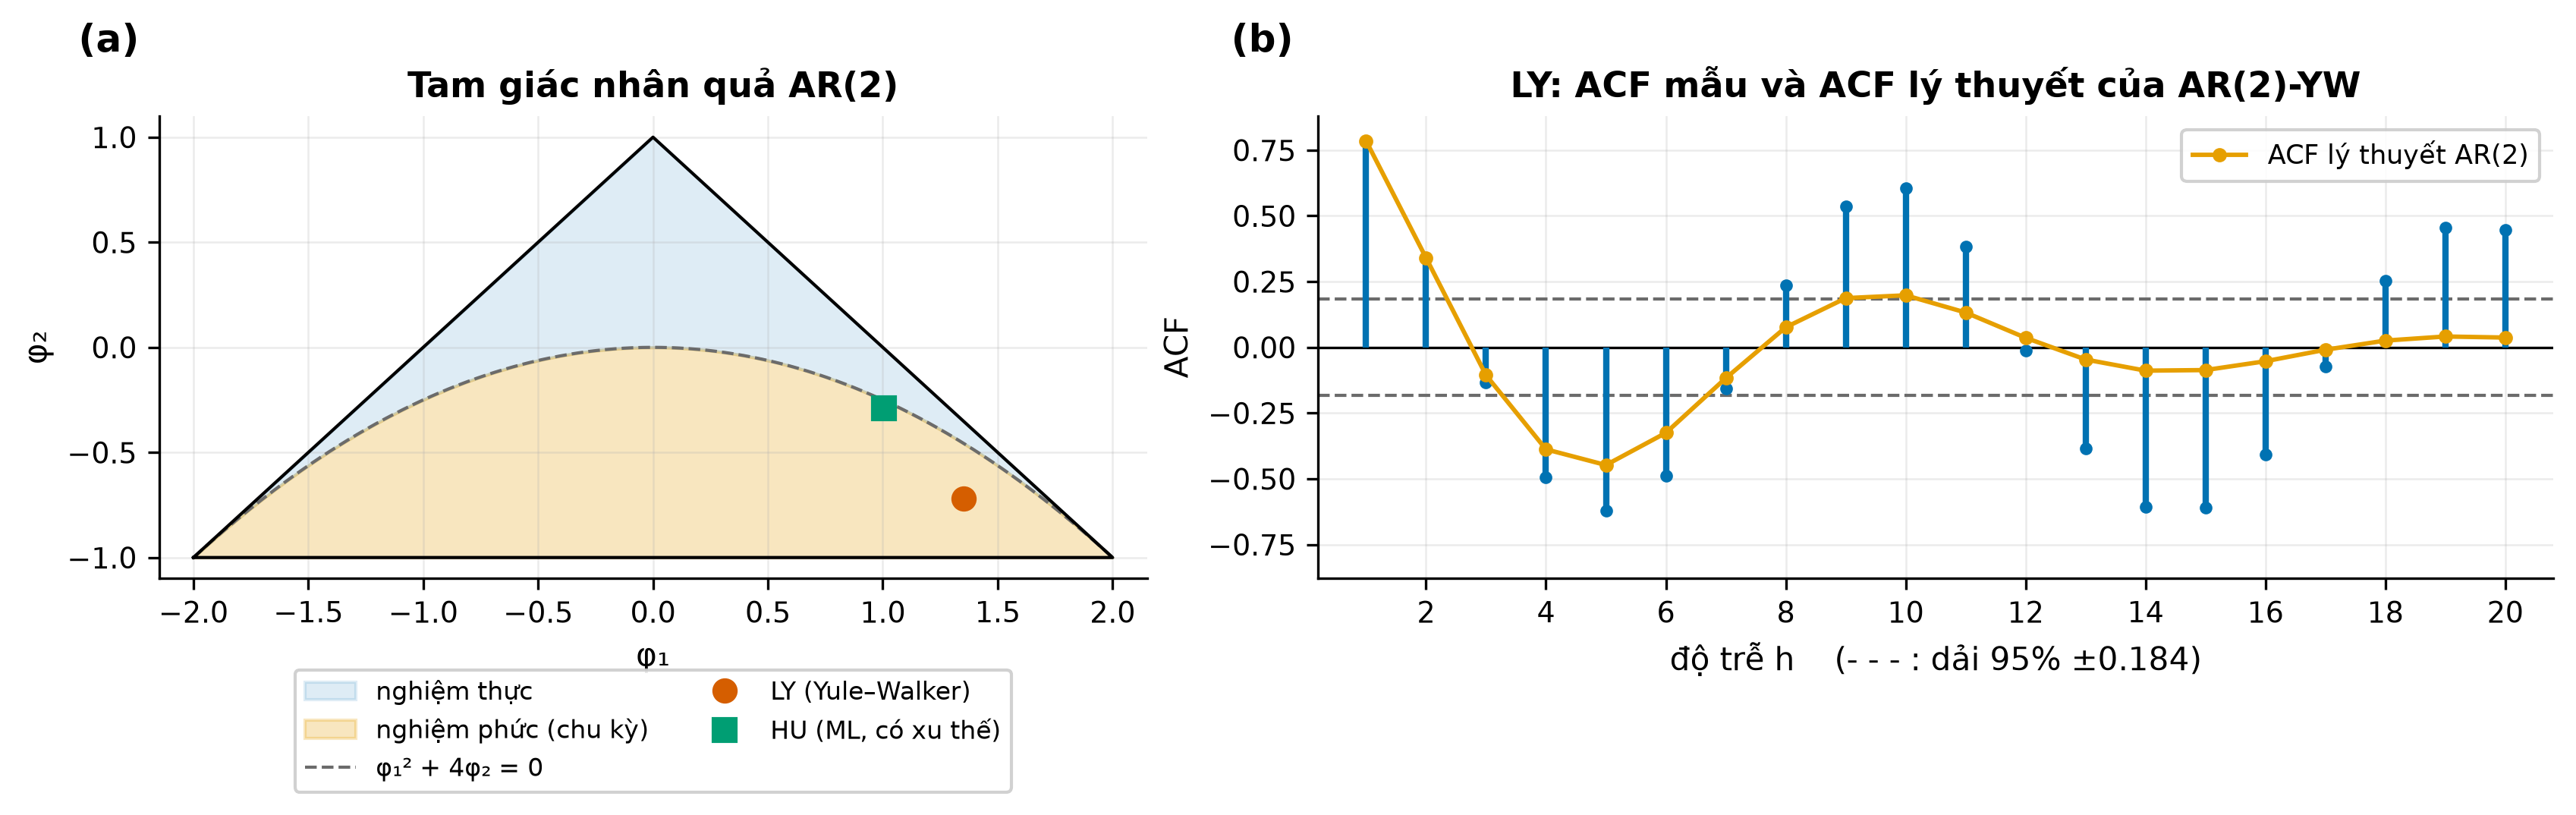 (a)
Tam giác nhân quả AR(2)
1.0
0.5
0.0
−0.5
−1.0
φ₂
−2.0 −1.5 −1.0 −0.5 0.0 0.5 1.0 1.5 2.0
φ₁
nghiệm thực
nghiệm phức (chu kỳ)
φ₁² + 4φ₂ = 0
LY (Yule–Walker)
HU (ML, có xu thế)
(b)
LY: ACF mẫu và ACF lý thuyết của AR(2)-YW
ACF lý thuyết AR(2)
0.75
0.50
0.25
0.00
−0.25
−0.50
−0.75
ACF
2 4 6 8 10 12 14 16 18 20
độ trễ h (- - - : dải 95% ±0.184)